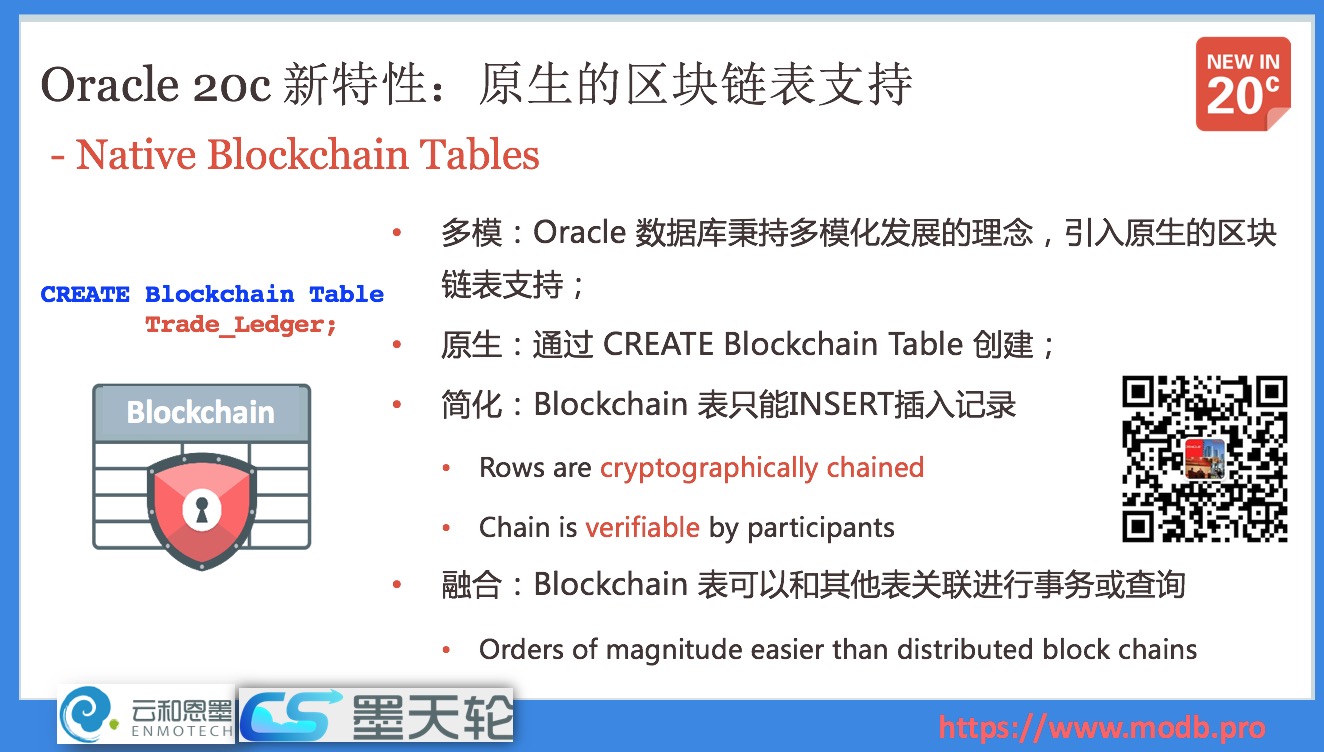 Oracle 20c 新特性：原生的区块链表支持
NEW IN
20c
- Native Blockchain Tables
• 多模：Oracle 数据库秉持多模化发展的理念，引入原生的区块
链表支持；
CREATE Blockchain Table
Trade_Ledger;
• 原生：通过 CREATE Blockchain Table 创建；
• 简化：Blockchain 表只能INSERT插入记录
Blockchain
• Rows are cryptographically chained
• Chain is verifiable by participants
• 融合：Blockchain 表可以和其他表关联进行事务或查询
• Orders of magnitude easier than distributed block chains
云和恩墨
ENMOTECH
墨天轮
https://www.modb.pro